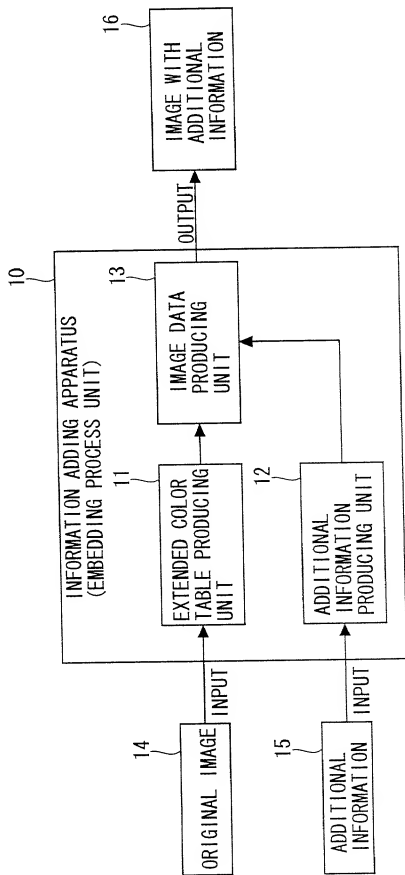 10
INFORMATION ADDING APPARATUS
(EMBEDDING PROCESS UNIT)
14
ORIGINAL IMAGE
INPUT
11
EXTENDED COLOR
TABLE PRODUCING
UNIT
13
IMAGE DATA
PRODUCING
UNIT
OUTPUT
16
IMAGE WITH
ADDITIONAL
INFORMATION
15
ADDITIONAL
INFORMATION
INPUT
12
ADDITIONAL
INFORMATION
PRODUCING UNIT